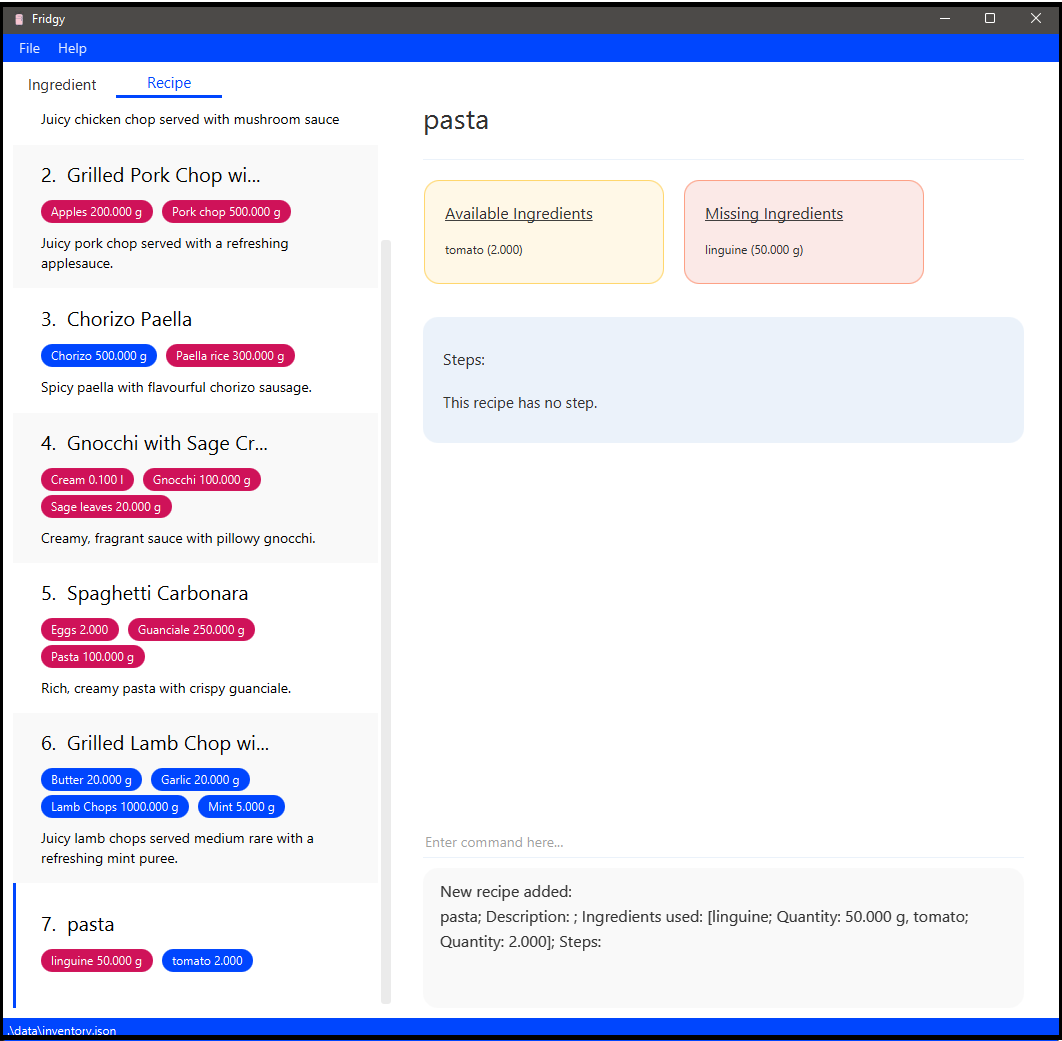 Fridgy
File Help
Ingredient Recipe
Juicy chicken chop served with mushroom sauce
2. Grilled Pork Chop wi...
Apples 200.000 g Pork chop 500.000 g
Juicy pork chop served with a refreshing
applesauce.
3. Chorizo Paella
Chorizo 500.000 g Paella rice 300.000 g
Spicy paella with flavourful chorizo sausage.
4. Gnocchi with Sage Cr...
Cream 0.100 l Gnocchi 100.000 g
Sage leaves 20.000 g
Creamy, fragrant sauce with pillowy gnocchi.
5. Spaghetti Carbonara
Eggs 2.000 Guanciale 250.000 g
Pasta 100.000 g
Rich, creamy pasta with crispy guanciale.
6. Grilled Lamb Chop wi...
Butter 20.000 g Garlic 20.000 g
Lamb Chops 1000.000 g Mint 5.000 g
Juicy lamb chops served medium rare with a
refreshing mint puree.
7. pasta
linguine 50.000 g tomato 2.000
pasta
Available Ingredients
tomato (2.000)
Missing Ingredients
linguine (50.000 g)
Steps:
This recipe has no step.
Enter command here...
New recipe added:
pasta; Description: ; Ingredients used: [linguine; Quantity: 50.000 g, tomato;
Quantity: 2.000]; Steps:
.\data\inventory.json